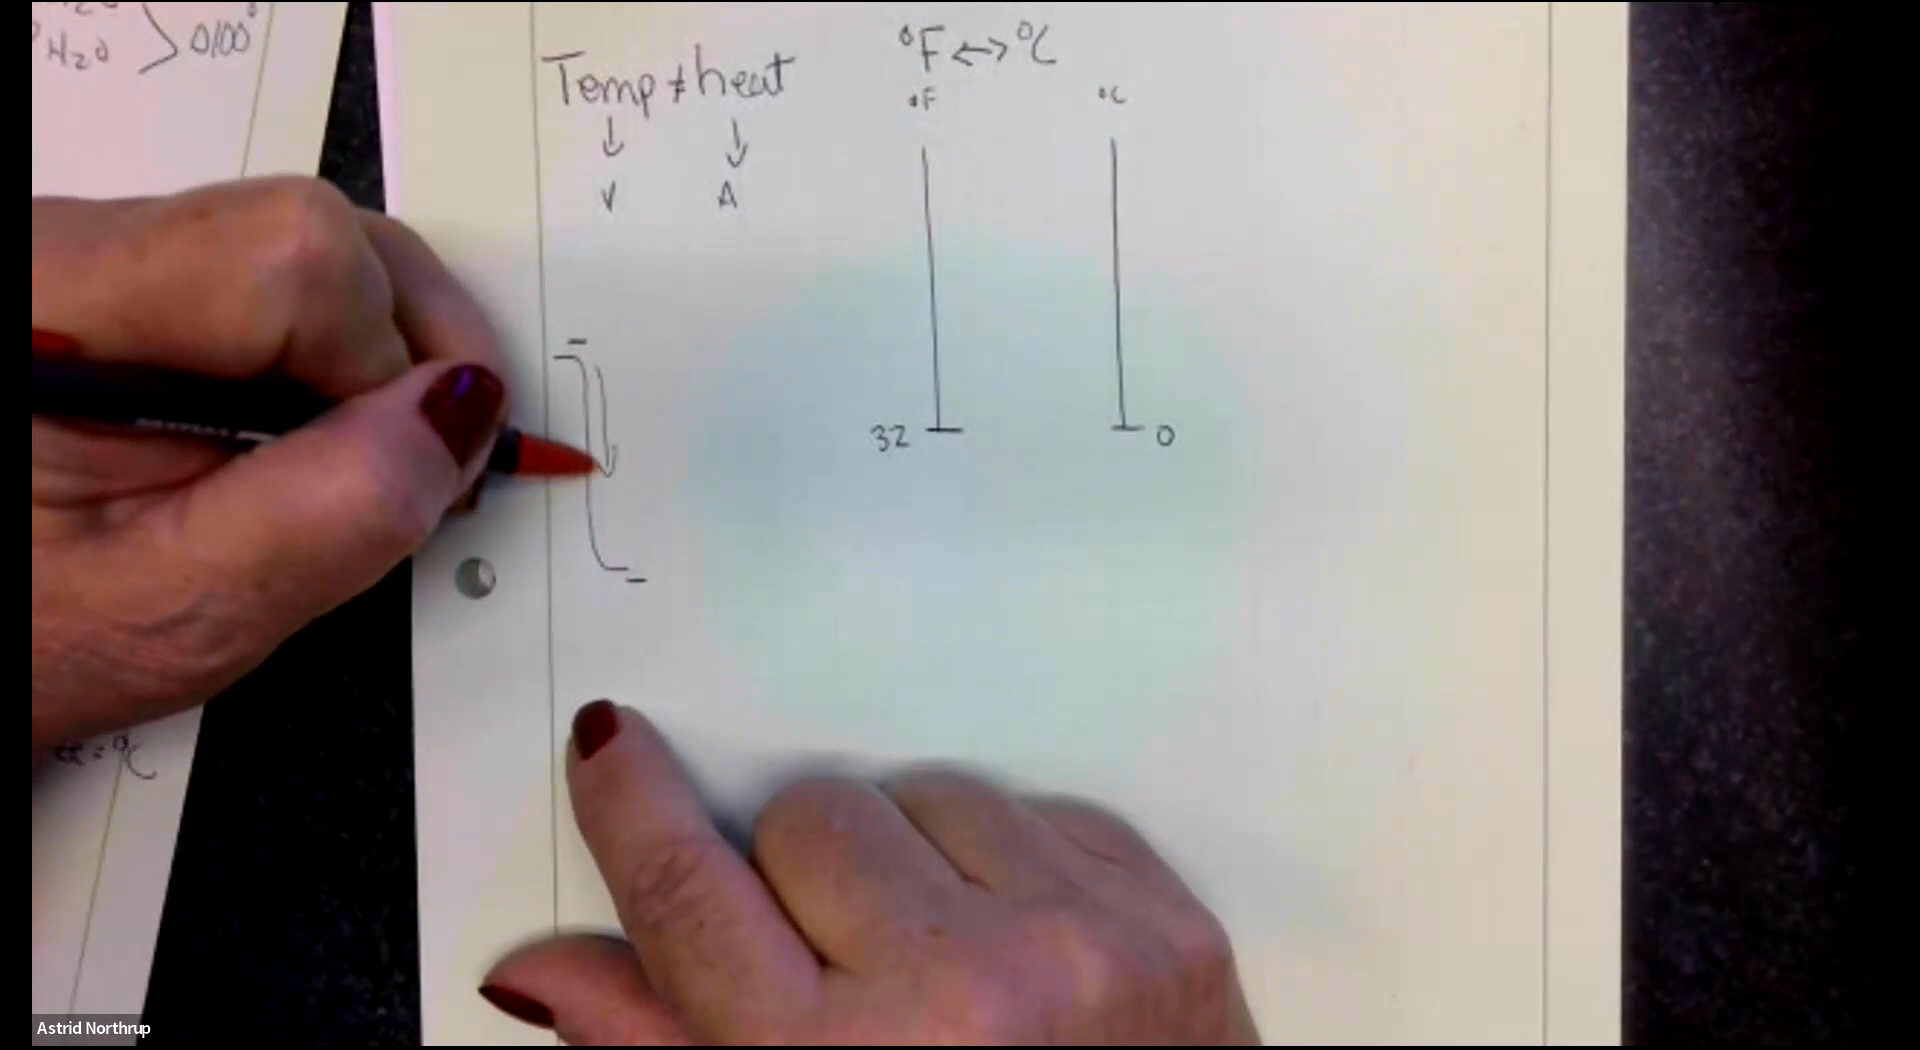 H2O
0/100°
°F <-> °C
Temp ≠ heat
°F °C
↓ ↓
V A
32 0
= °C
Astrid Northrup